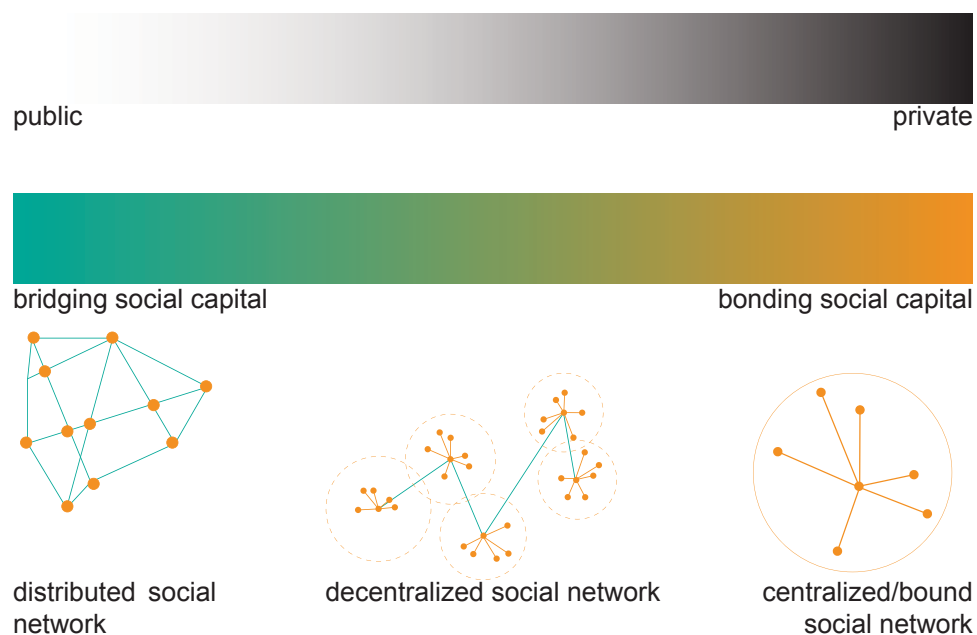 public
private
bridging social capital
bonding social capital
distributed social
network
decentralized social network
centralized/bound
social network